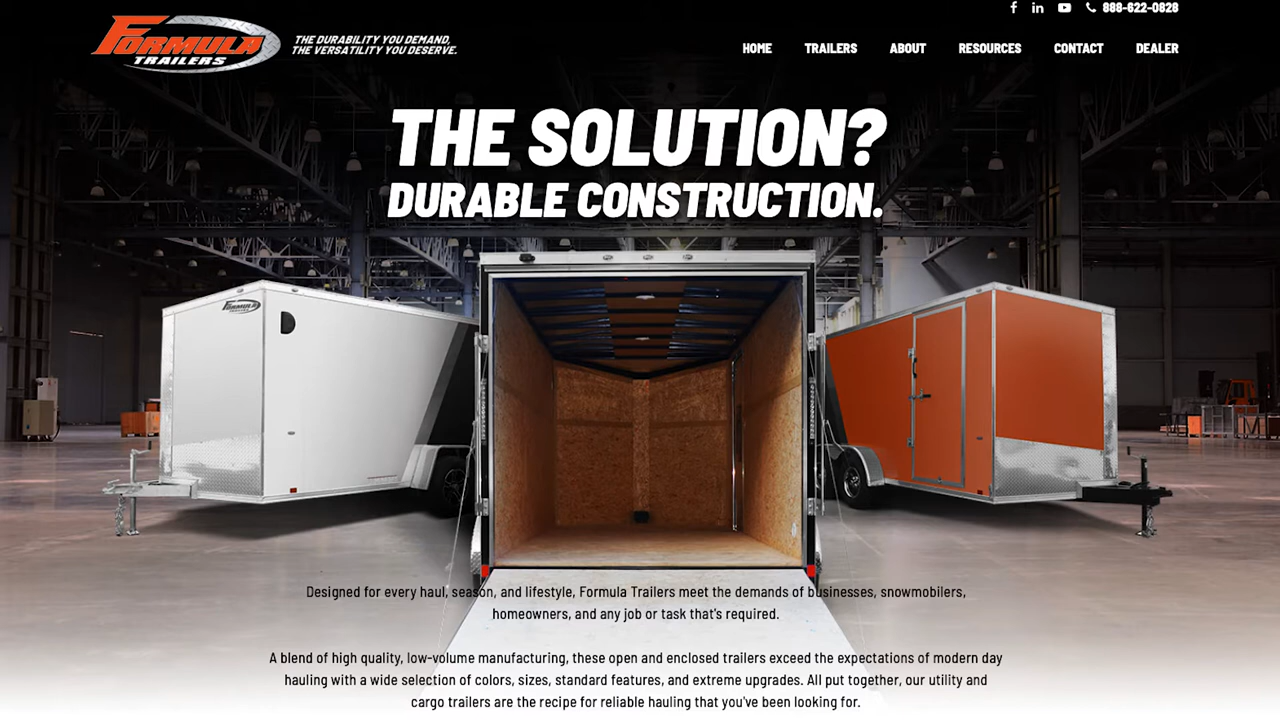 888-622-0828
FORMULA
TRAILERS
THE DURABILITY YOU DEMAND,
THE VERSATILITY YOU DESERVE.
HOME TRAILERS ABOUT RESOURCES CONTACT DEALER
THE SOLUTION?
DURABLE CONSTRUCTION.
FORMULA
TRAILERS
Designed for every haul, season, and lifestyle, Formula Trailers meet the demands of businesses, snowmobilers,
homeowners, and any job or task that's required.
A blend of high quality, low-volume manufacturing, these open and enclosed trailers exceed the expectations of modern day
hauling with a wide selection of colors, sizes, standard features, and extreme upgrades. All put together, our utility and
cargo trailers are the recipe for reliable hauling that you've been looking for.